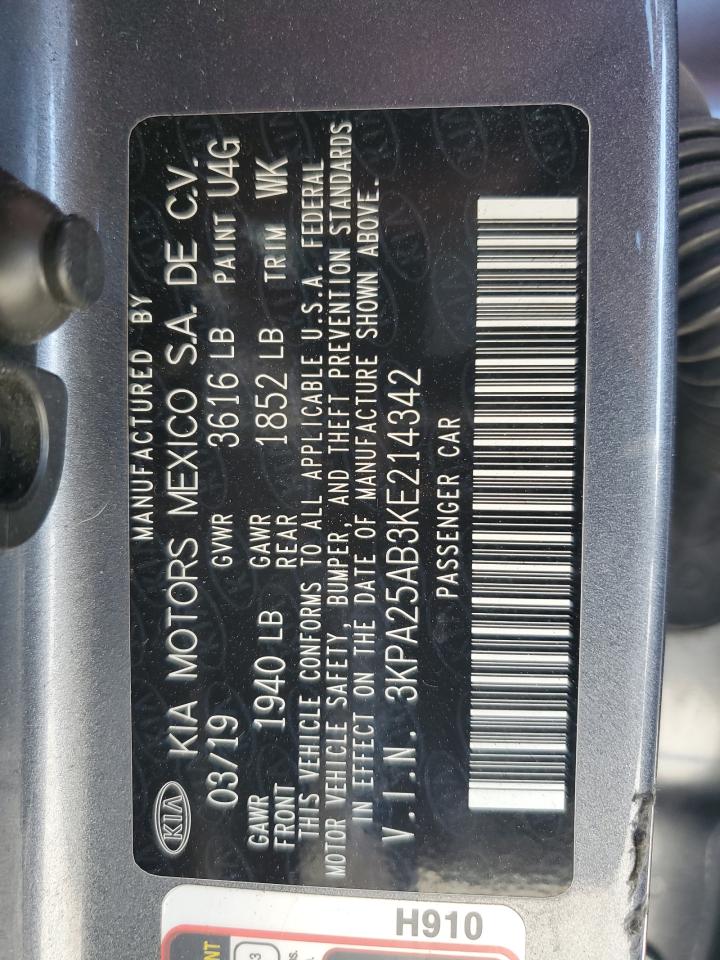 MANUFACTURED BY
KIA KIA MOTORS MEXICO S.A. DE C.V.
03/19 GVWR 3616 LB PAINT U4G
GAWR FRONT 1940 LB GAWR REAR 1852 LB TRIM WK
THIS VEHICLE CONFORMS TO ALL APPLICABLE U.S.A. FEDERAL
MOTOR VEHICLE SAFETY, BUMPER, AND THEFT PREVENTION STANDARDS
IN EFFECT ON THE DATE OF MANUFACTURE SHOWN ABOVE.
V.I.N. 3KPA25AB3KE214342
PASSENGER CAR
H910
3